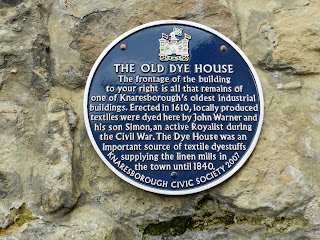 THE OLD DYE HOUSE
The frontage of the building
to your right is all that remains of
one of Knaresborough's oldest industrial
buildings. Erected in 1610, locally produced
textiles were dyed here by John Warner and
his son Simon, an active Royalist during
the Civil War. The Dye House was an
important source of textile dyestuffs
supplying the linen mills in
the town until 1840.
KNARESBOROUGH CIVIC SOCIETY 2007